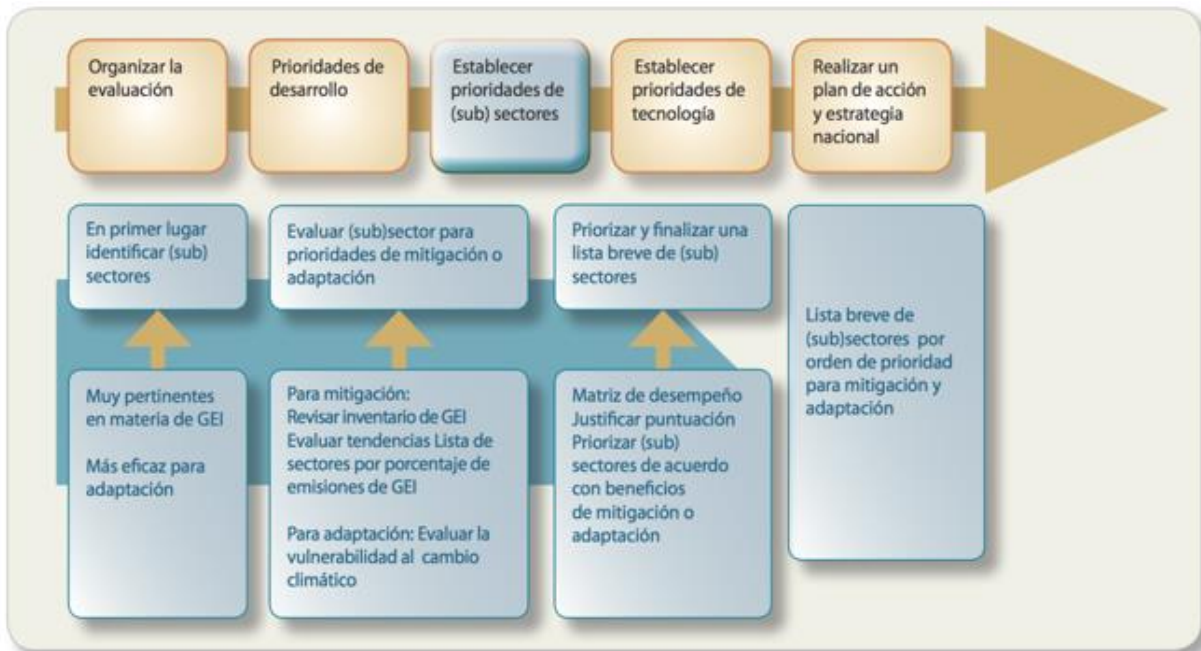 Organizar la
evaluación
Prioridades de
desarrollo
Establecer
prioridades de
(sub) sectores
Establecer
prioridades de
tecnología
Realizar un
plan de acción
y estrategia
nacional
En primer lugar
identificar (sub)
sectores
Evaluar (sub)sector para
prioridades de mitigación o
adaptación
Priorizar y finalizar una
lista breve de (sub)
sectores
Lista breve de
(sub)sectores por
orden de prioridad
para mitigación y
adaptación
Muy pertinentes
en materia de GEI
Más eficaz para
adaptación
Para mitigación:
Revisar inventario de GEI
Evaluar tendencias Lista de
sectores por porcentaje de
emisiones de GEI
Para adaptación: Evaluar la
vulnerabilidad al cambio
climático
Matriz de desempeño
Justificar puntuación
Priorizar (sub)
sectores de acuerdo
con beneficios
de mitigación o
adaptación